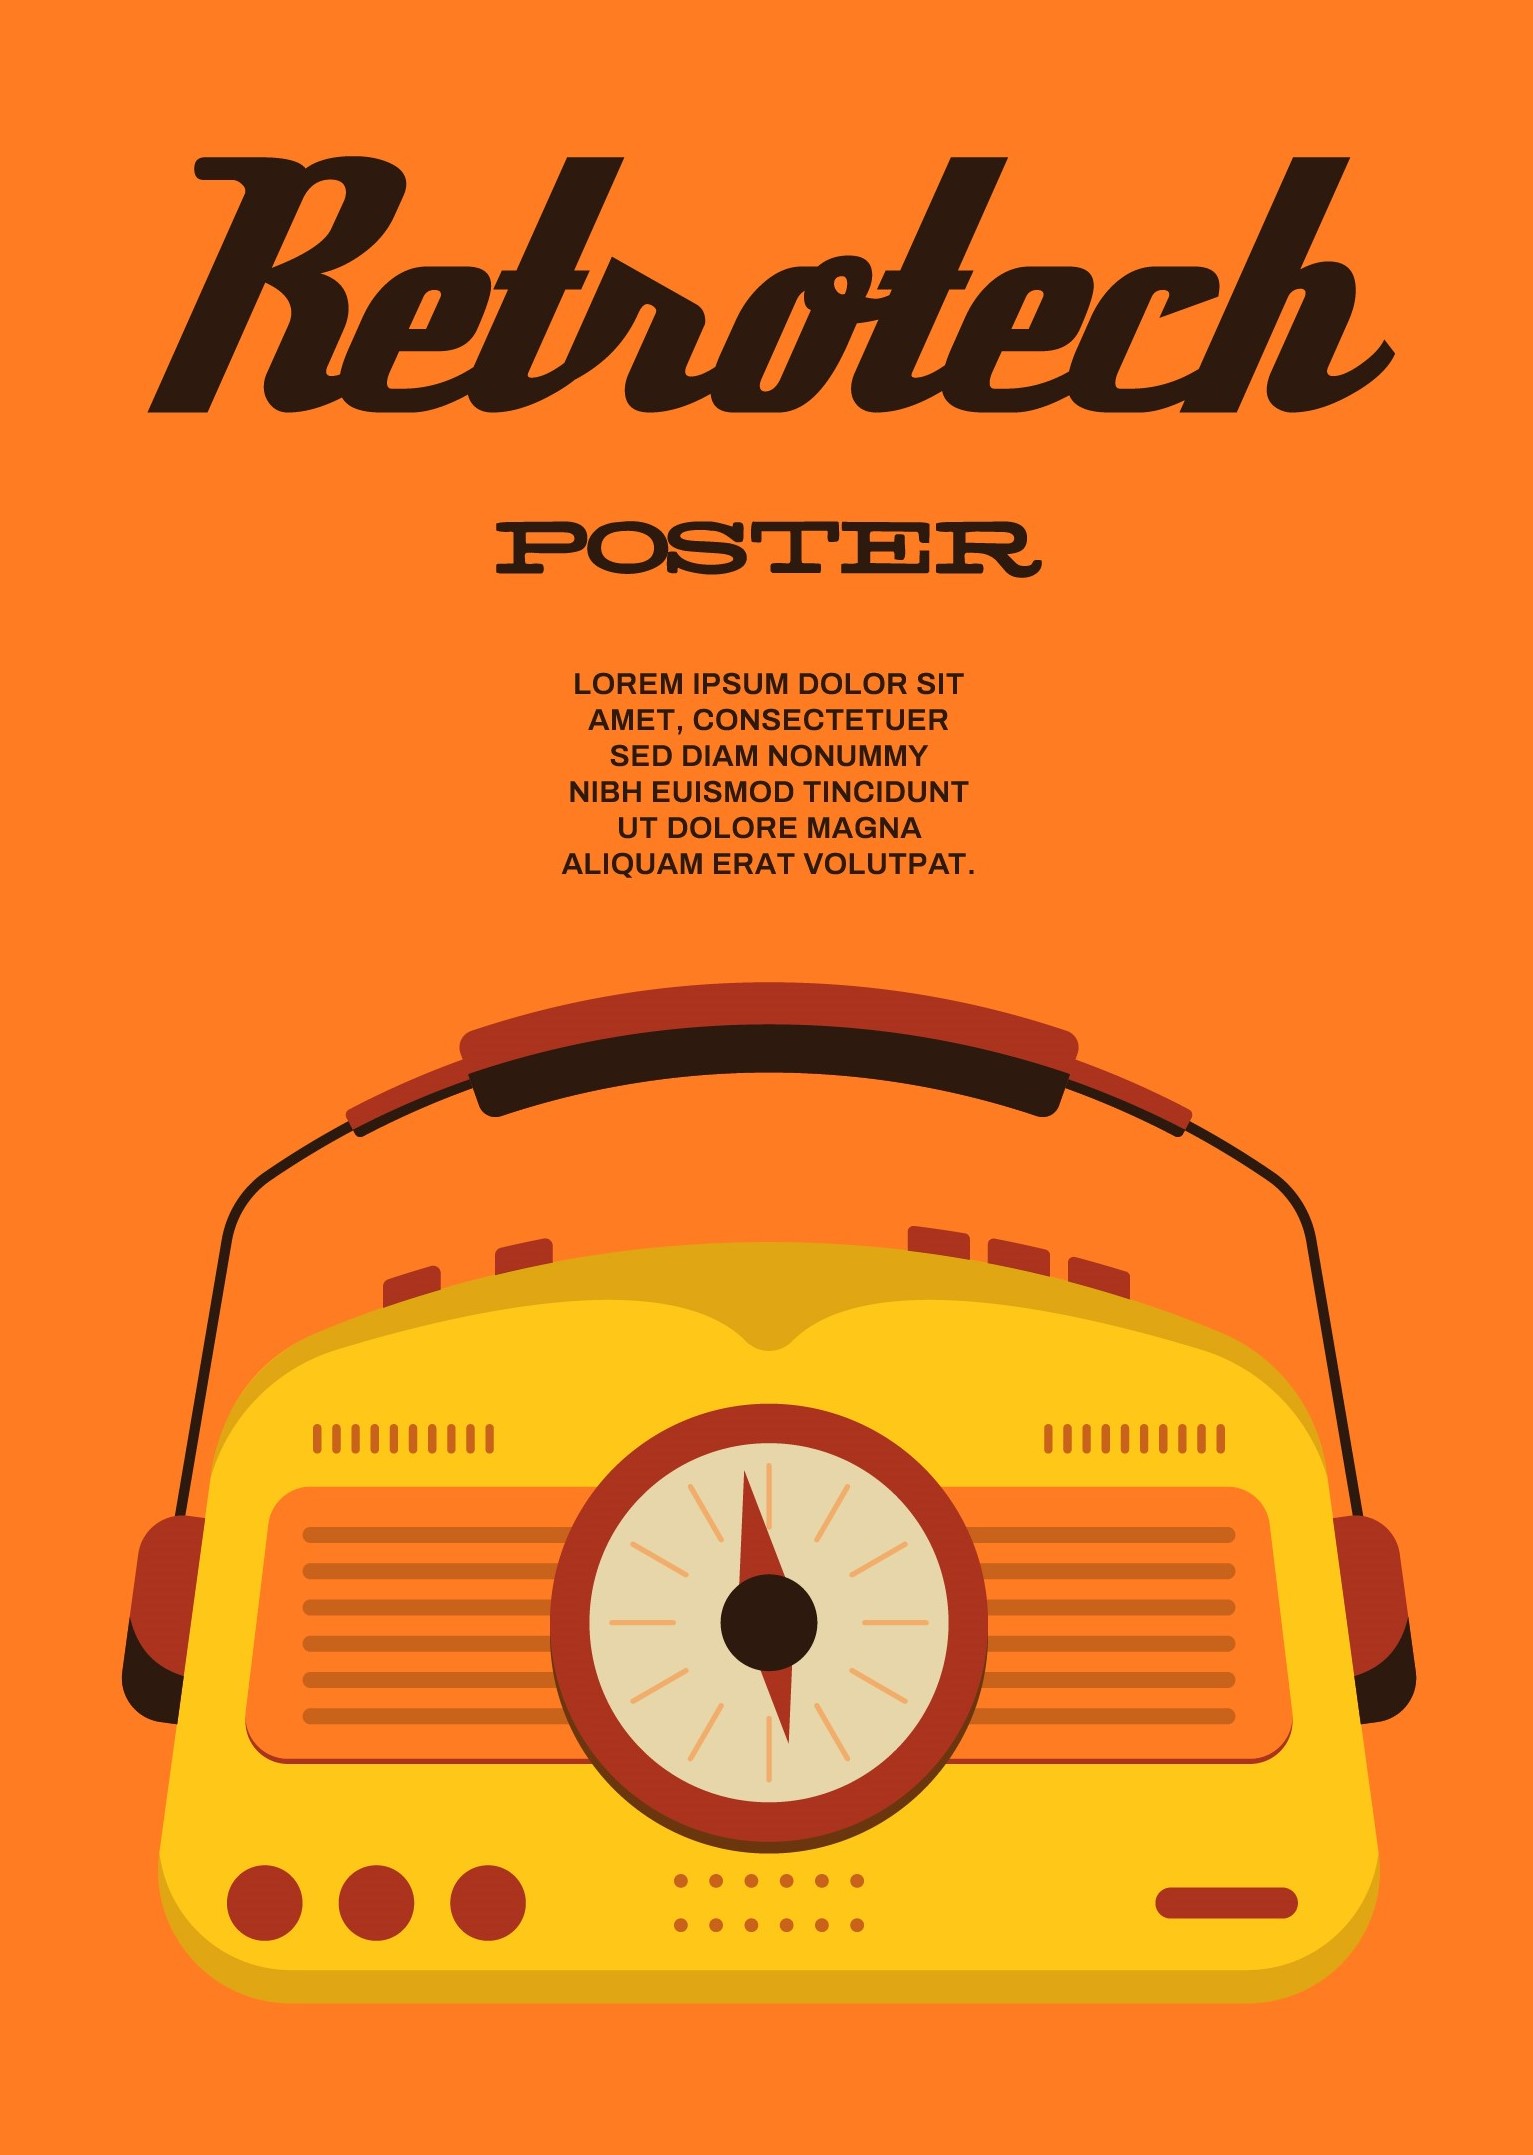 Retrotech
POSTER
LOREM IPSUM DOLOR SIT
AMET, CONSECTETUER
SED DIAM NONUMMY
NIBH EUISMOD TINCIDUNT
UT DOLORE MAGNA
ALIQUAM ERAT VOLUTPAT.